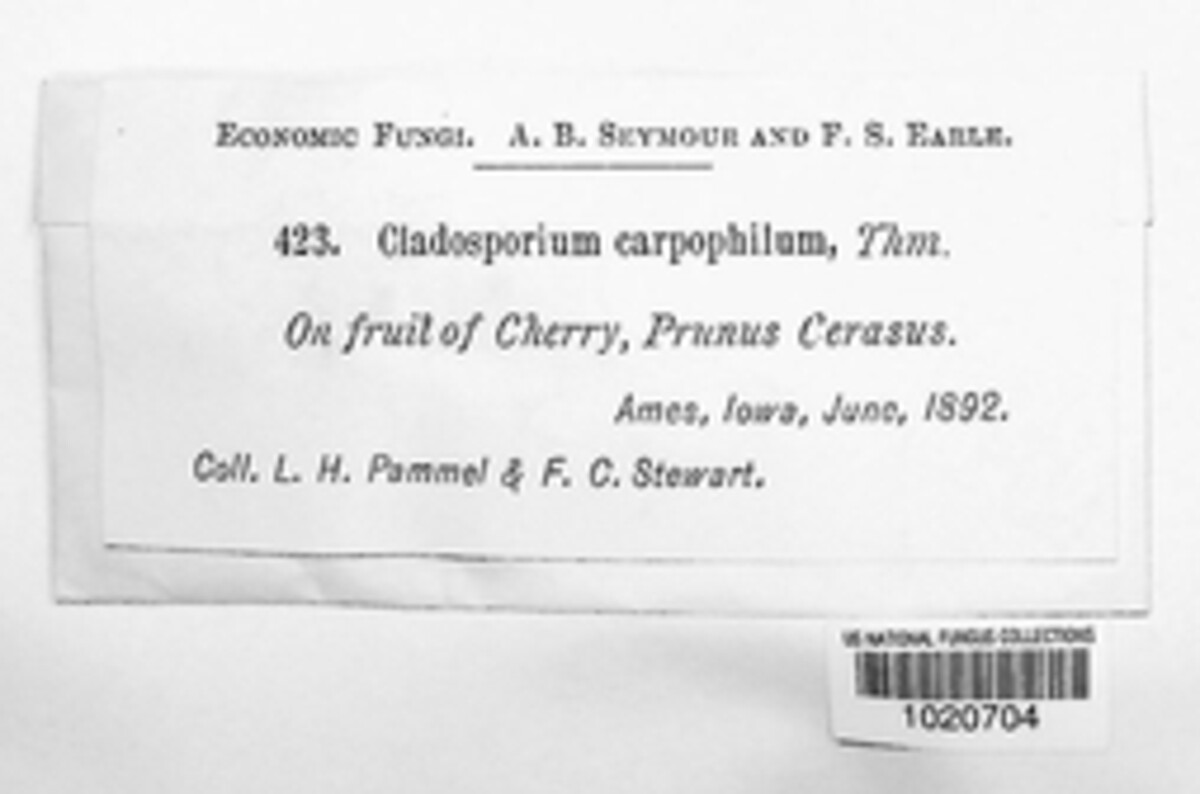 ECONOMIC FUNGI. A. B. SEYMOUR AND F. S. EARLE.
423. Cladosporium carpophilum, Thm.
On fruit of Cherry, Prunus Cerasus.
Ames, Iowa, June, 1892.
Coll. L. H. Pammel & F. C. Stewart.
US NATIONAL FUNGUS COLLECTIONS
1020704